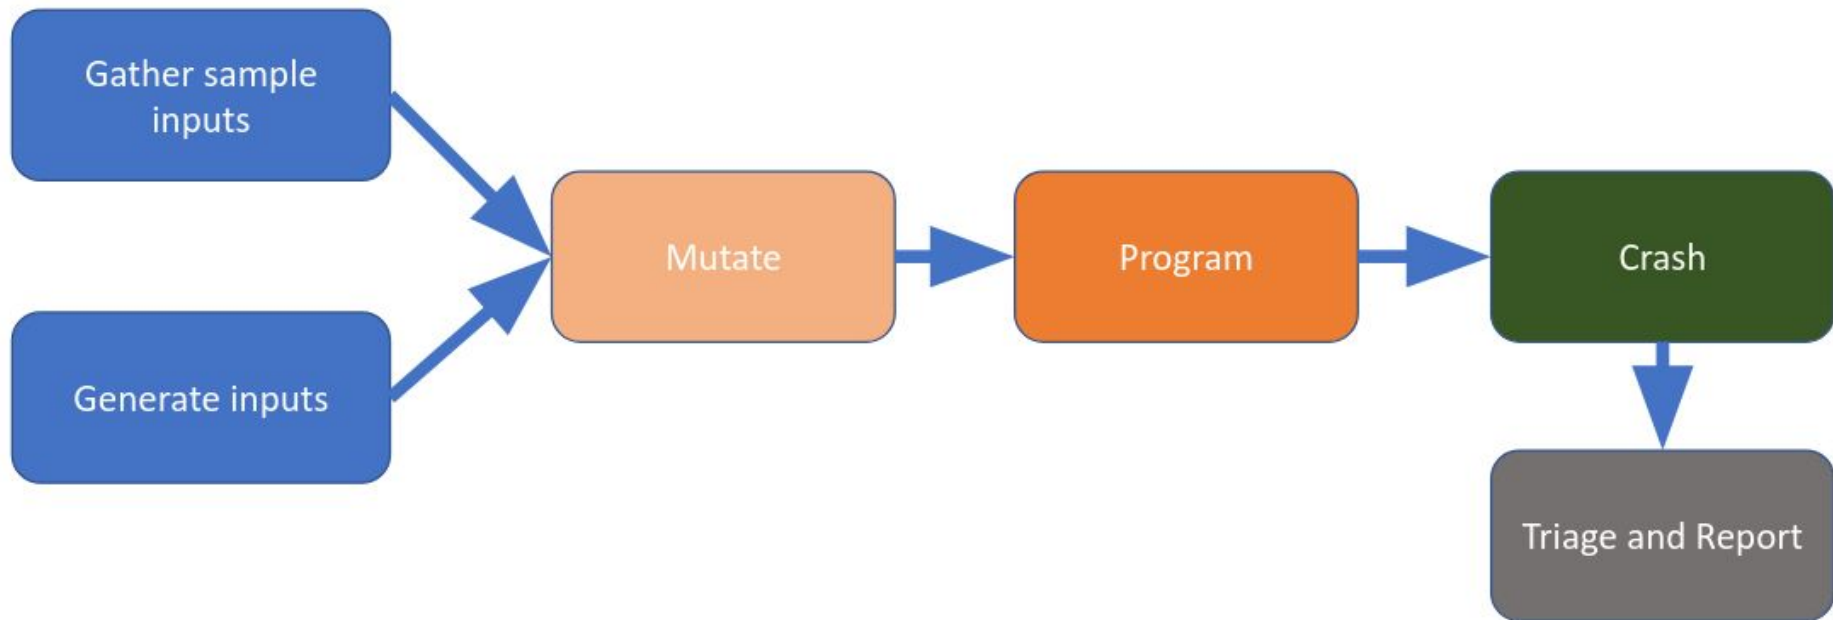 Gather sample
inputs
Generate inputs
Mutate
Program
Crash
Triage and Report